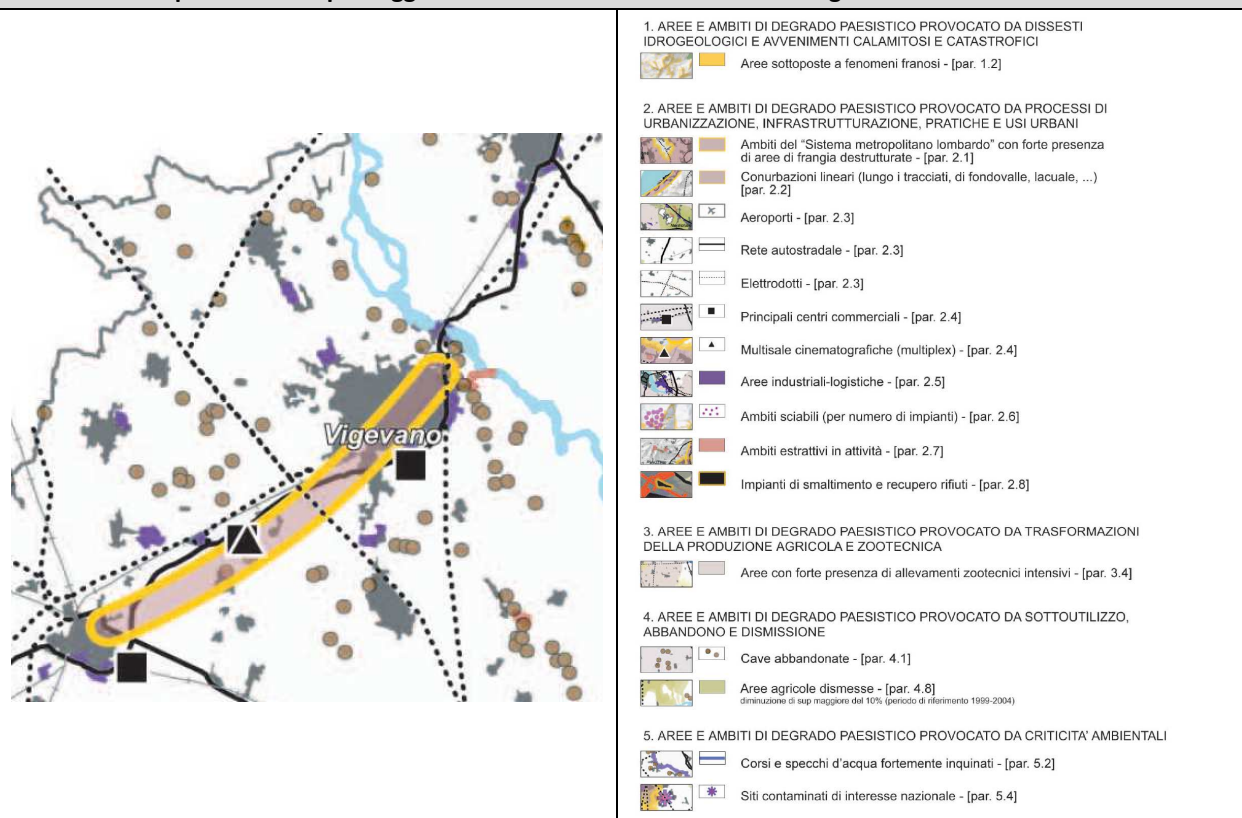 Vigevano
1. AREE E AMBITI DI DEGRADO PAESISTICO PROVOCATO DA DISSESTI
IDROGEOLOGICI E AVVENIMENTI CALAMITOSI E CATASTROFICI
Aree sottoposte a fenomeni franosi - [par. 1.2]
2. AREE E AMBITI DI DEGRADO PAESISTICO PROVOCATO DA PROCESSI DI
URBANIZZAZIONE, INFRASTRUTTURAZIONE, PRATICHE E USI URBANI
Ambiti del “Sistema metropolitano lombardo” con forte presenza
di aree di frangia destrutturate - [par. 2.1]
Conurbazioni lineari (lungo i tracciati, di fondovalle, lacuale, ...)
[par. 2.2]
Aeroporti - [par. 2.3]
Rete autostradale - [par. 2.3]
Elettrodotti - [par. 2.3]
Principali centri commerciali - [par. 2.4]
Multisale cinematografiche (multiplex) - [par. 2.4]
Aree industriali-logistiche - [par. 2.5]
Ambiti sciabili (per numero di impianti) - [par. 2.6]
Ambiti estrattivi in attività - [par. 2.7]
Impianti di smaltimento e recupero rifiuti - [par. 2.8]
3. AREE E AMBITI DI DEGRADO PAESISTICO PROVOCATO DA TRASFORMAZIONI
DELLA PRODUZIONE AGRICOLA E ZOOTECNICA
Aree con forte presenza di allevamenti zootecnici intensivi - [par. 3.4]
4. AREE E AMBITI DI DEGRADO PAESISTICO PROVOCATO DA SOTTOUTILIZZO,
ABBANDONO E DISMISSIONE
Cave abbandonate - [par. 4.1]
Aree agricole dismesse - [par. 4.8]
diminuzione di sup maggiore del 10% (periodo di riferimento 1999-2004)
5. AREE E AMBITI DI DEGRADO PAESISTICO PROVOCATO DA CRITICITA' AMBIENTALI
Corsi e specchi d'acqua fortemente inquinati - [par. 5.2]
Siti contaminati di interesse nazionale - [par. 5.4]